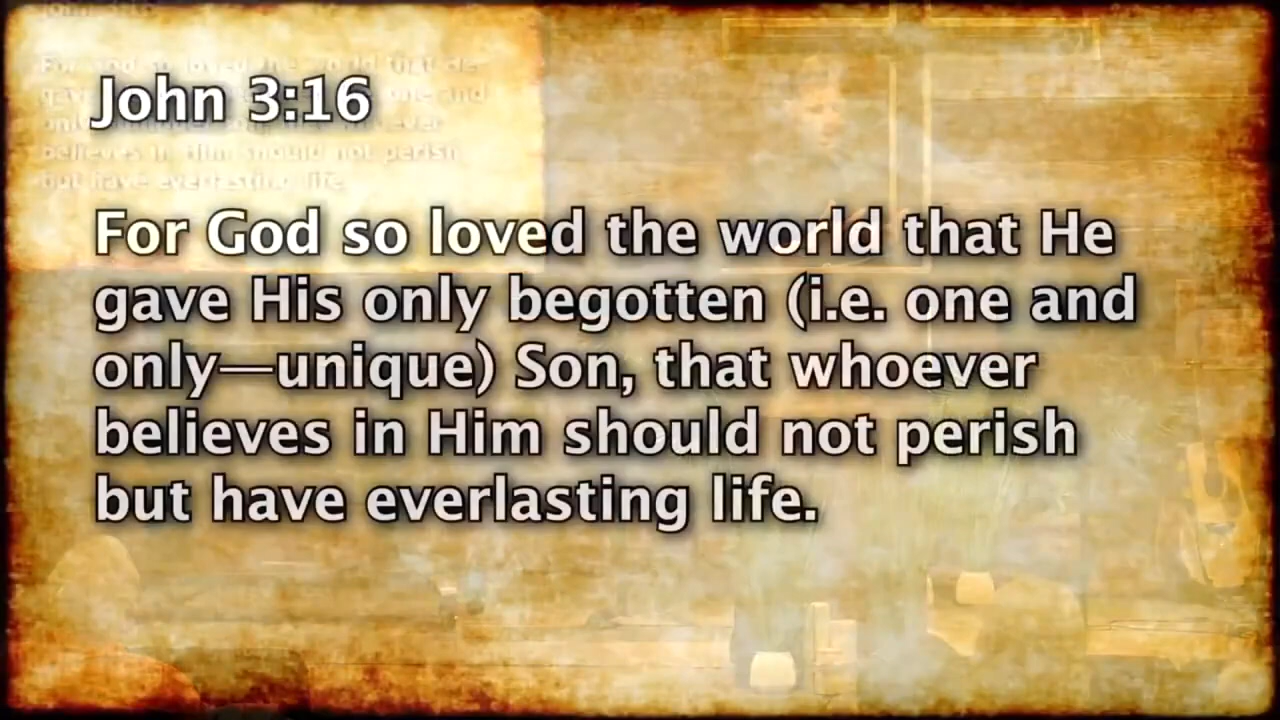 John 3:16
For God so loved the world that He
gave His only begotten (i.e. one and
only—unique) Son, that whoever
believes in Him should not perish
but have everlasting life.